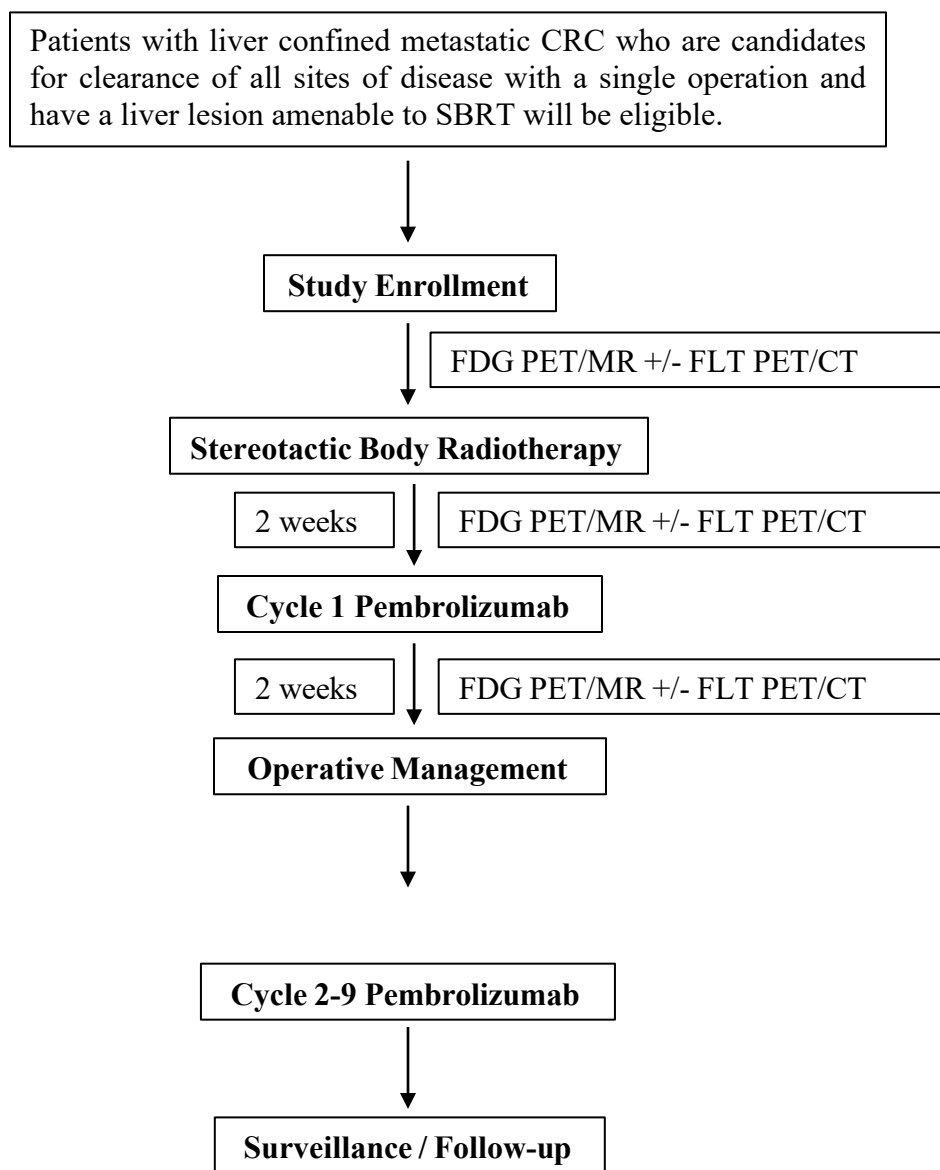 Patients with liver confined metastatic CRC who are candidates
for clearance of all sites of disease with a single operation and
have a liver lesion amenable to SBRT will be eligible.
Study Enrollment
FDG PET/MR +/- FLT PET/CT
Stereotactic Body Radiotherapy
2 weeks
FDG PET/MR +/- FLT PET/CT
Cycle 1 Pembrolizumab
2 weeks
FDG PET/MR +/- FLT PET/CT
Operative Management
Cycle 2-9 Pembrolizumab
Surveillance / Follow-up